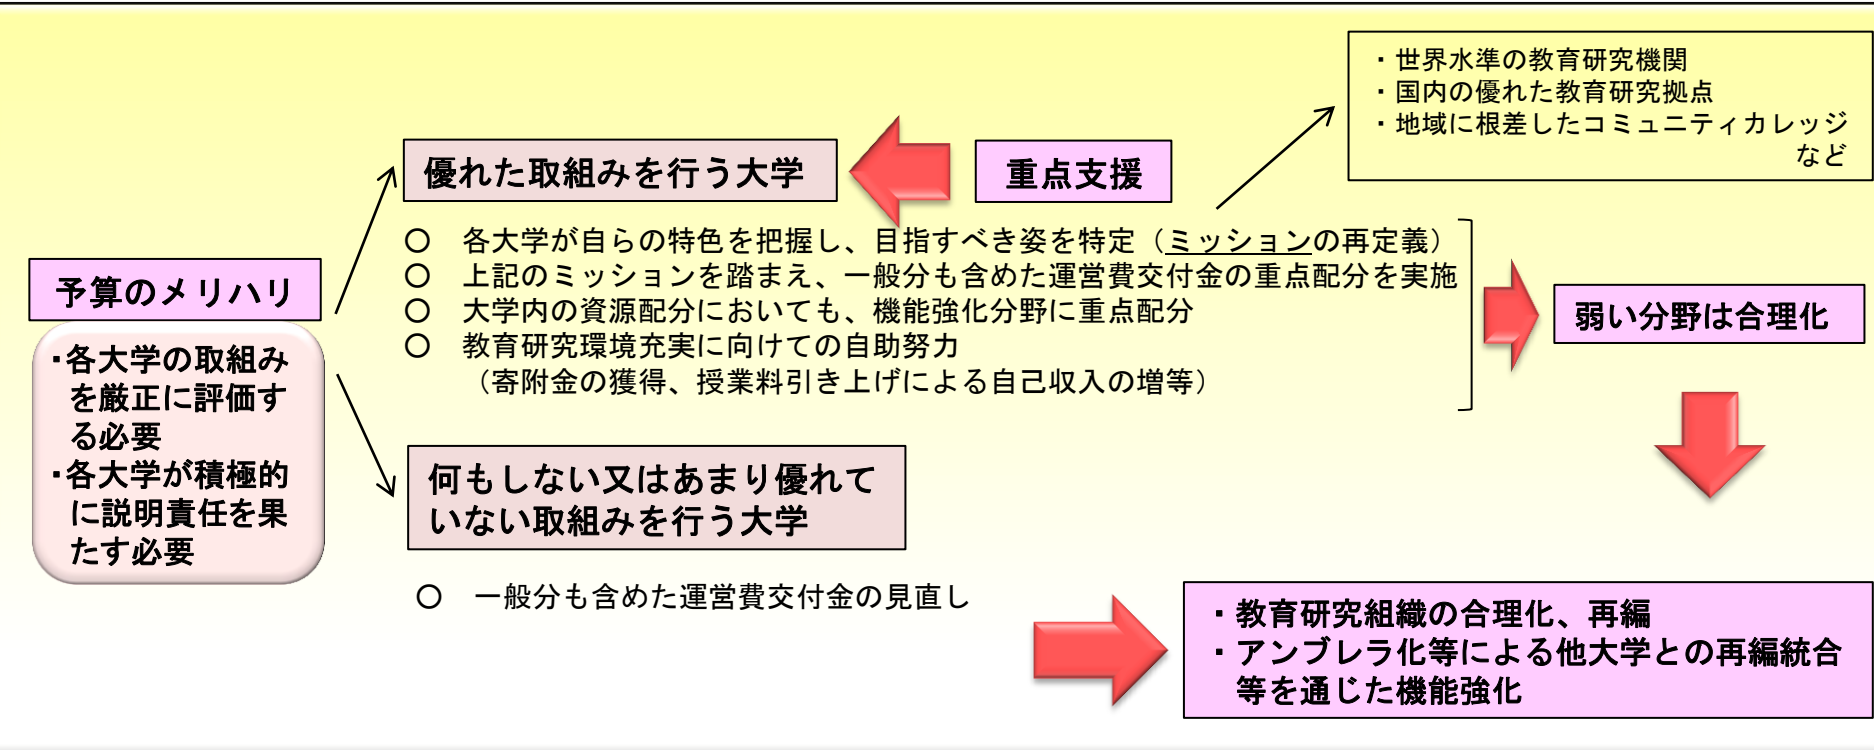 ・世界水準の教育研究機関
・国内の優れた教育研究拠点
・地域に根差したコミュニティカレッジ
など
優れた取組みを行う大学
重点支援
○　各大学が自らの特色を把握し、目指すべき姿を特定（ミッションの再定義）
○　上記のミッションを踏まえ、一般分も含めた運営費交付金の重点配分を実施
○　大学内の資源配分においても、機能強化分野に重点配分
○　教育研究環境充実に向けての自助努力
（寄附金の獲得、授業料引き上げによる自己収入の増等）
予算のメリハリ
・各大学の取組み
を厳正に評価す
る必要
・各大学が積極的
に説明責任を果
たす必要
弱い分野は合理化
何もしない又はあまり優れて
いない取組みを行う大学
○　一般分も含めた運営費交付金の見直し
・教育研究組織の合理化、再編
・アンブレラ化等による他大学との再編統合
等を通じた機能強化